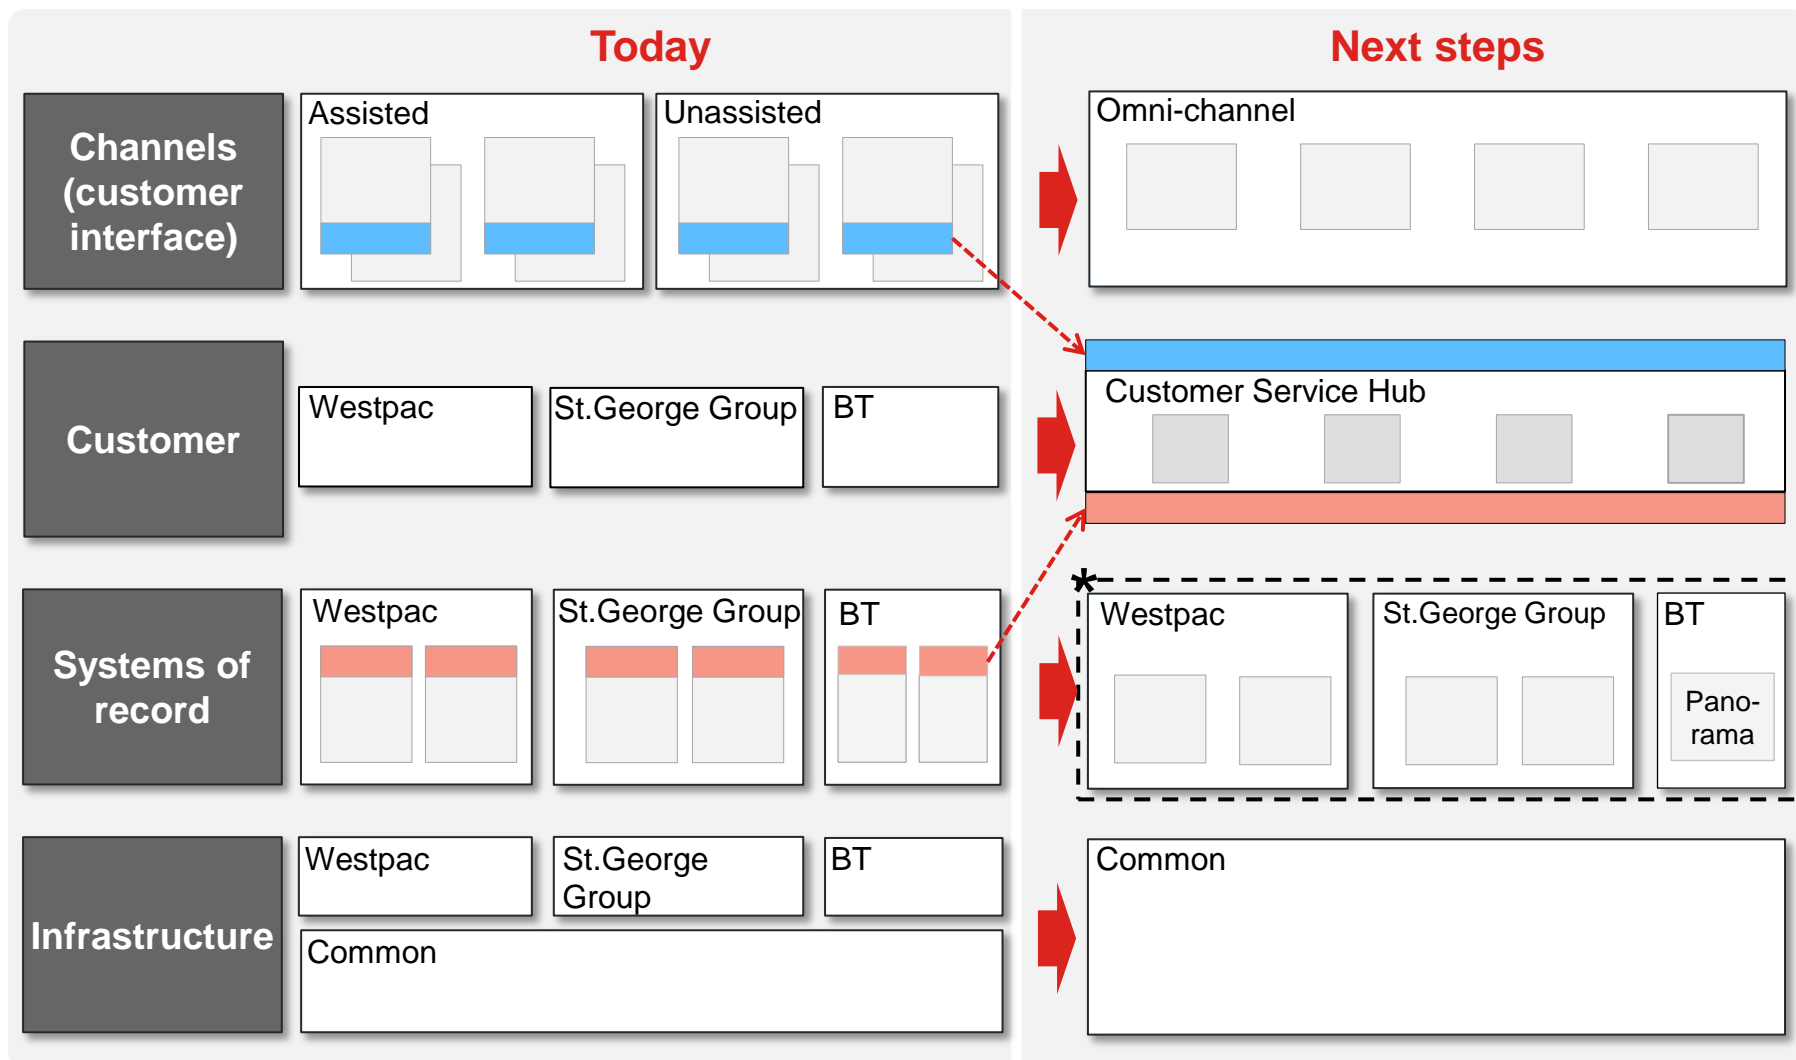 Today
Next steps
Channels
(customer
interface)
Assisted
Unassisted
Omni-channel
Customer
Westpac
St.George Group
BT
Customer Service Hub
Systems of
record
Westpac
St.George Group
BT
*
Westpac
St.George Group
BT
Pano-
rama
Infrastructure
Westpac
St.George
Group
BT
Common
Common